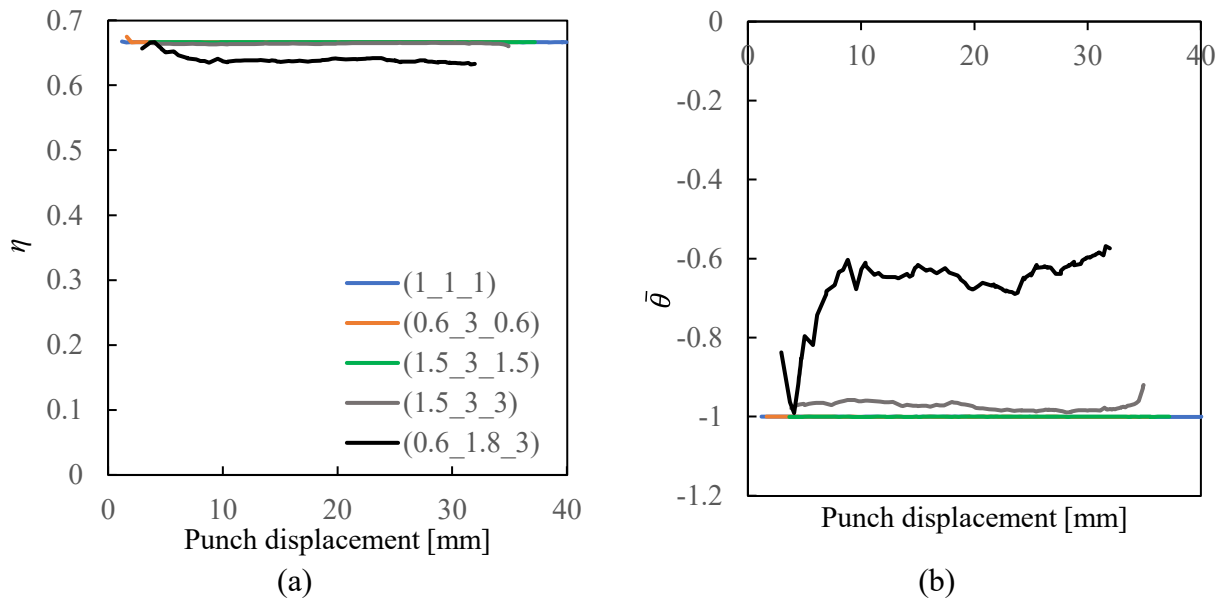 0.7
0.6
0.5
0.4
0.3
0.2
0.1
0
η
0 10 20 30 40
Punch displacement [mm]
(1_1_1)
(0.6_3_0.6)
(1.5_3_1.5)
(1.5_3_3)
(0.6_1.8_3)
(a)
0
-0.2
-0.4
-0.6
-0.8
-1
-1.2
θ̄
0 10 20 30 40
Punch displacement [mm]
(b)